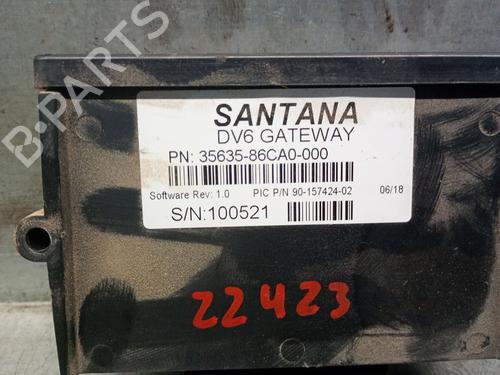 SANTANA
DV6 GATEWAY
PN: 35635-86CA0-000
Software Rev: 1.0 PIC P/N 90-157424-02 06/18
S/N:100521
22423
B-Parts